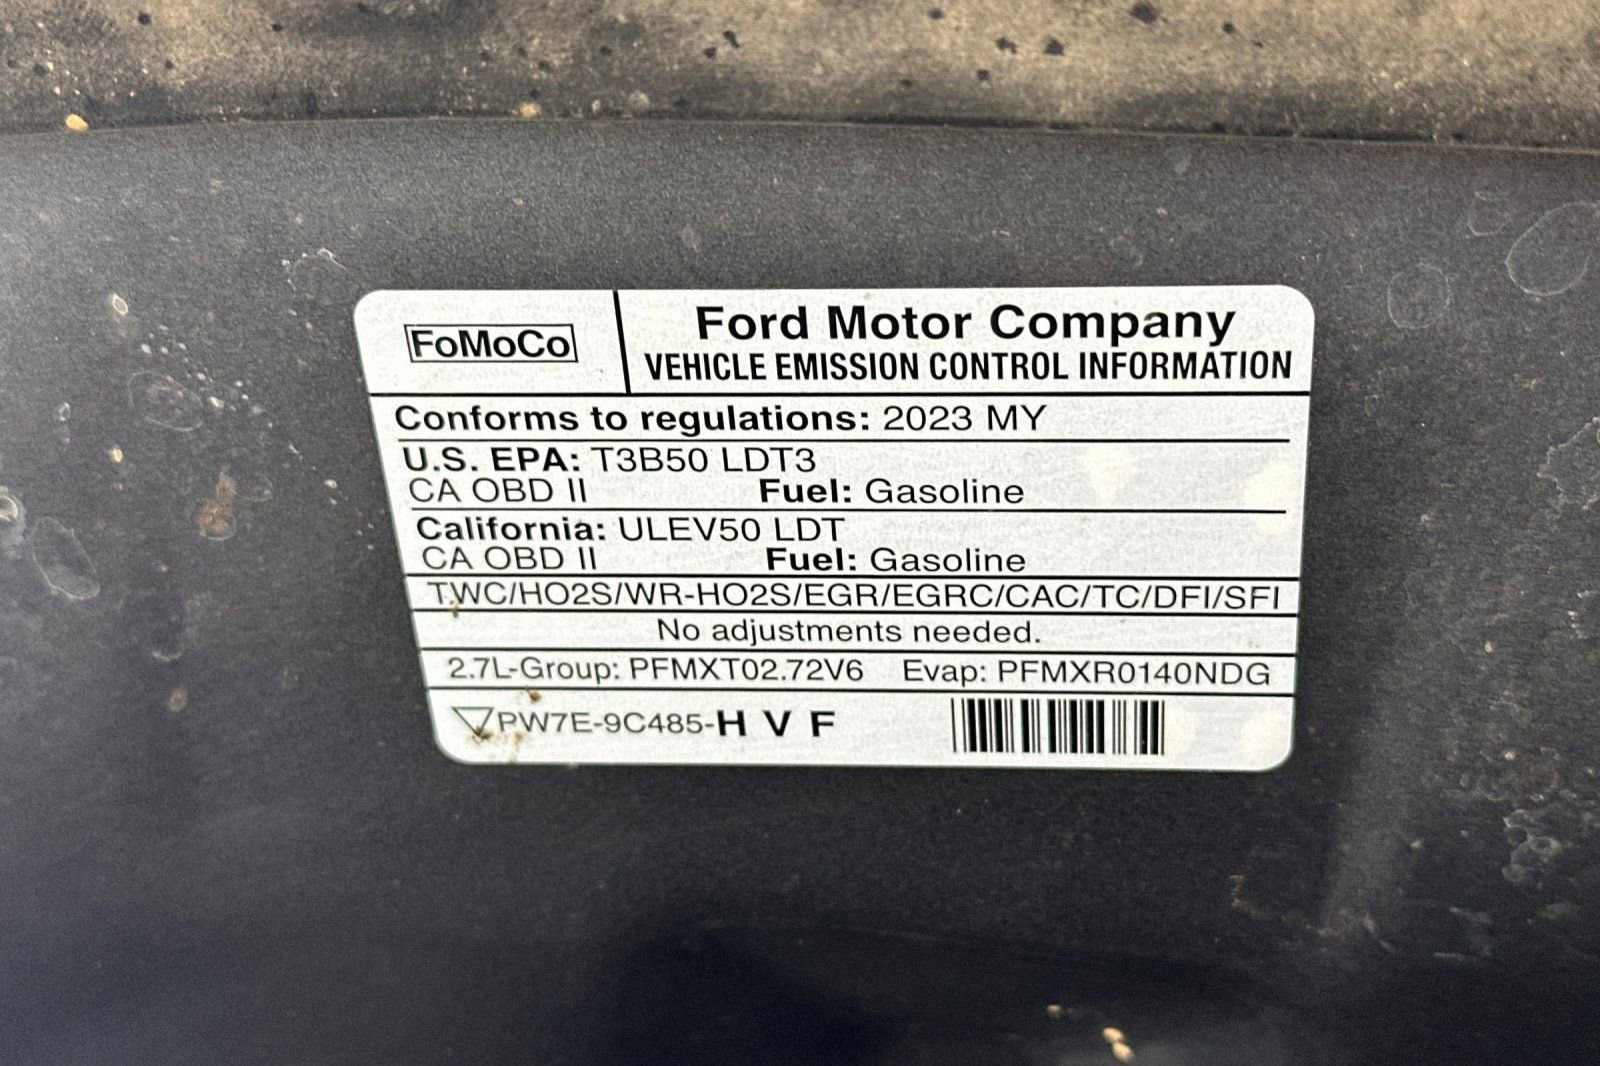 FoMoCo
Ford Motor Company
VEHICLE EMISSION CONTROL INFORMATION
Conforms to regulations: 2023 MY
U.S. EPA: T3B50 LDT3
CA OBD II Fuel: Gasoline
California: ULEV50 LDT
CA OBD II Fuel: Gasoline
TWC/HO2S/WR-HO2S/EGR/EGRC/CAC/TC/DFI/SFI
No adjustments needed.
2.7L-Group: PFMXT02.72V6 Evap: PFMXR0140NDG
PW7E-9C485-H V F